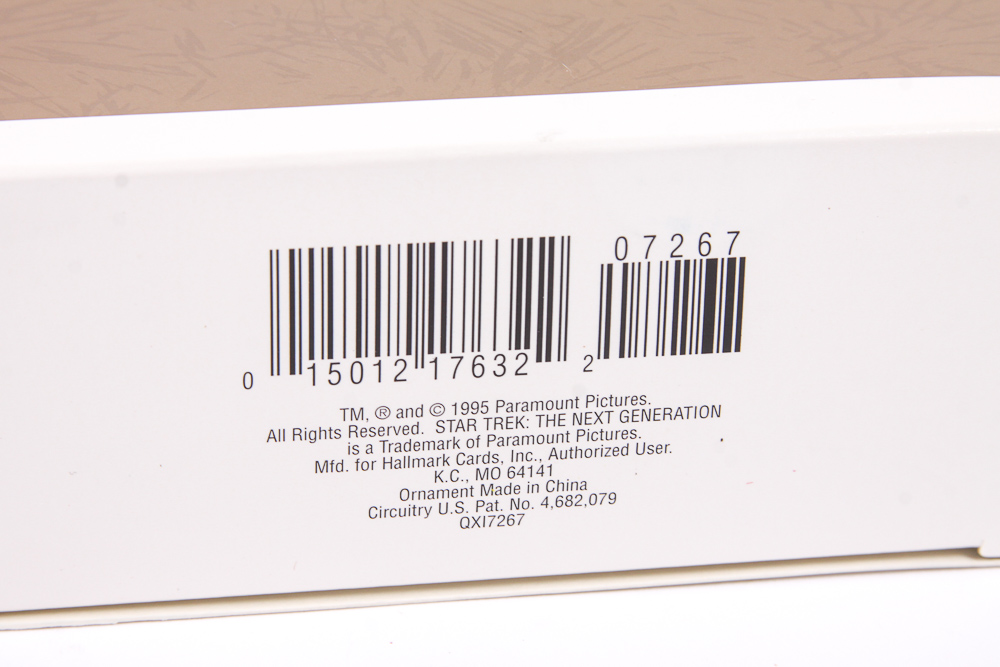 07267
0 15012 17632 2
TM, ® and © 1995 Paramount Pictures.
All Rights Reserved. STAR TREK: THE NEXT GENERATION
is a Trademark of Paramount Pictures.
Mfd. for Hallmark Cards, Inc., Authorized User.
K.C., MO 64141
Ornament Made in China
Circuitry U.S. Pat. No. 4,682,079
QXI7267